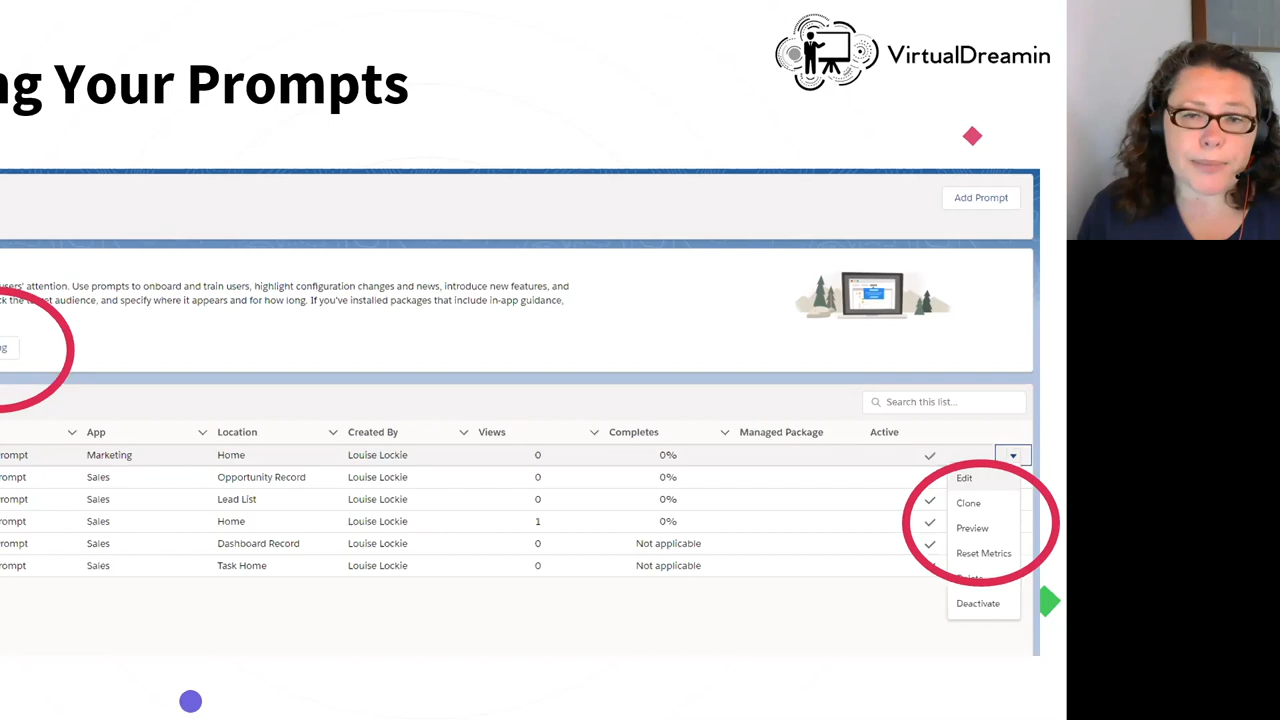 VirtualDreamin
ng Your Prompts
Add Prompt
users' attention. Use prompts to onboard and train users, highlight configuration changes and news, introduce new features, and
ck the target audience, and specify where it appears and for how long. If you've installed packages that include in-app guidance,
ng
Search this list...
App Location Created By Views Completes Managed Package Active
rompt Marketing Home Louise Lockie 0 0%
rompt Sales Opportunity Record Louise Lockie 0 0%
rompt Sales Lead List Louise Lockie 0 0%
rompt Sales Home Louise Lockie 1 0%
rompt Sales Dashboard Record Louise Lockie 0 Not applicable
rompt Sales Task Home Louise Lockie 0 Not applicable
Edit
Clone
Preview
Reset Metrics
Delete
Deactivate